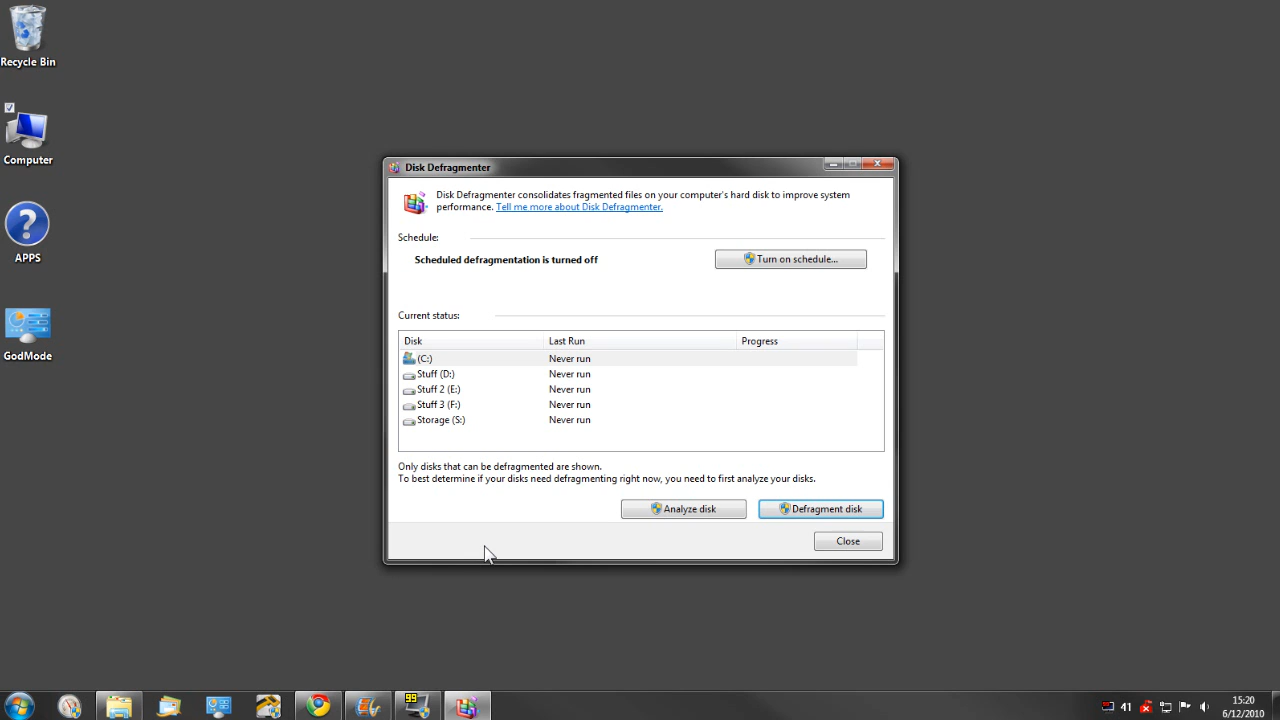 Recycle Bin
Computer
APPS
GodMode
Disk Defragmenter
Disk Defragmenter consolidates fragmented files on your computer's hard disk to improve system
performance. Tell me more about Disk Defragmenter.
Schedule:
Scheduled defragmentation is turned off
Turn on schedule...
Current status:
Disk Last Run Progress
(C:) Never run
Stuff (D:) Never run
Stuff 2 (E:) Never run
Stuff 3 (F:) Never run
Storage (S:) Never run
Only disks that can be defragmented are shown.
To best determine if your disks need defragmenting right now, you need to first analyze your disks.
Analyze disk Defragment disk
Close
99
41
15:20
6/12/2010